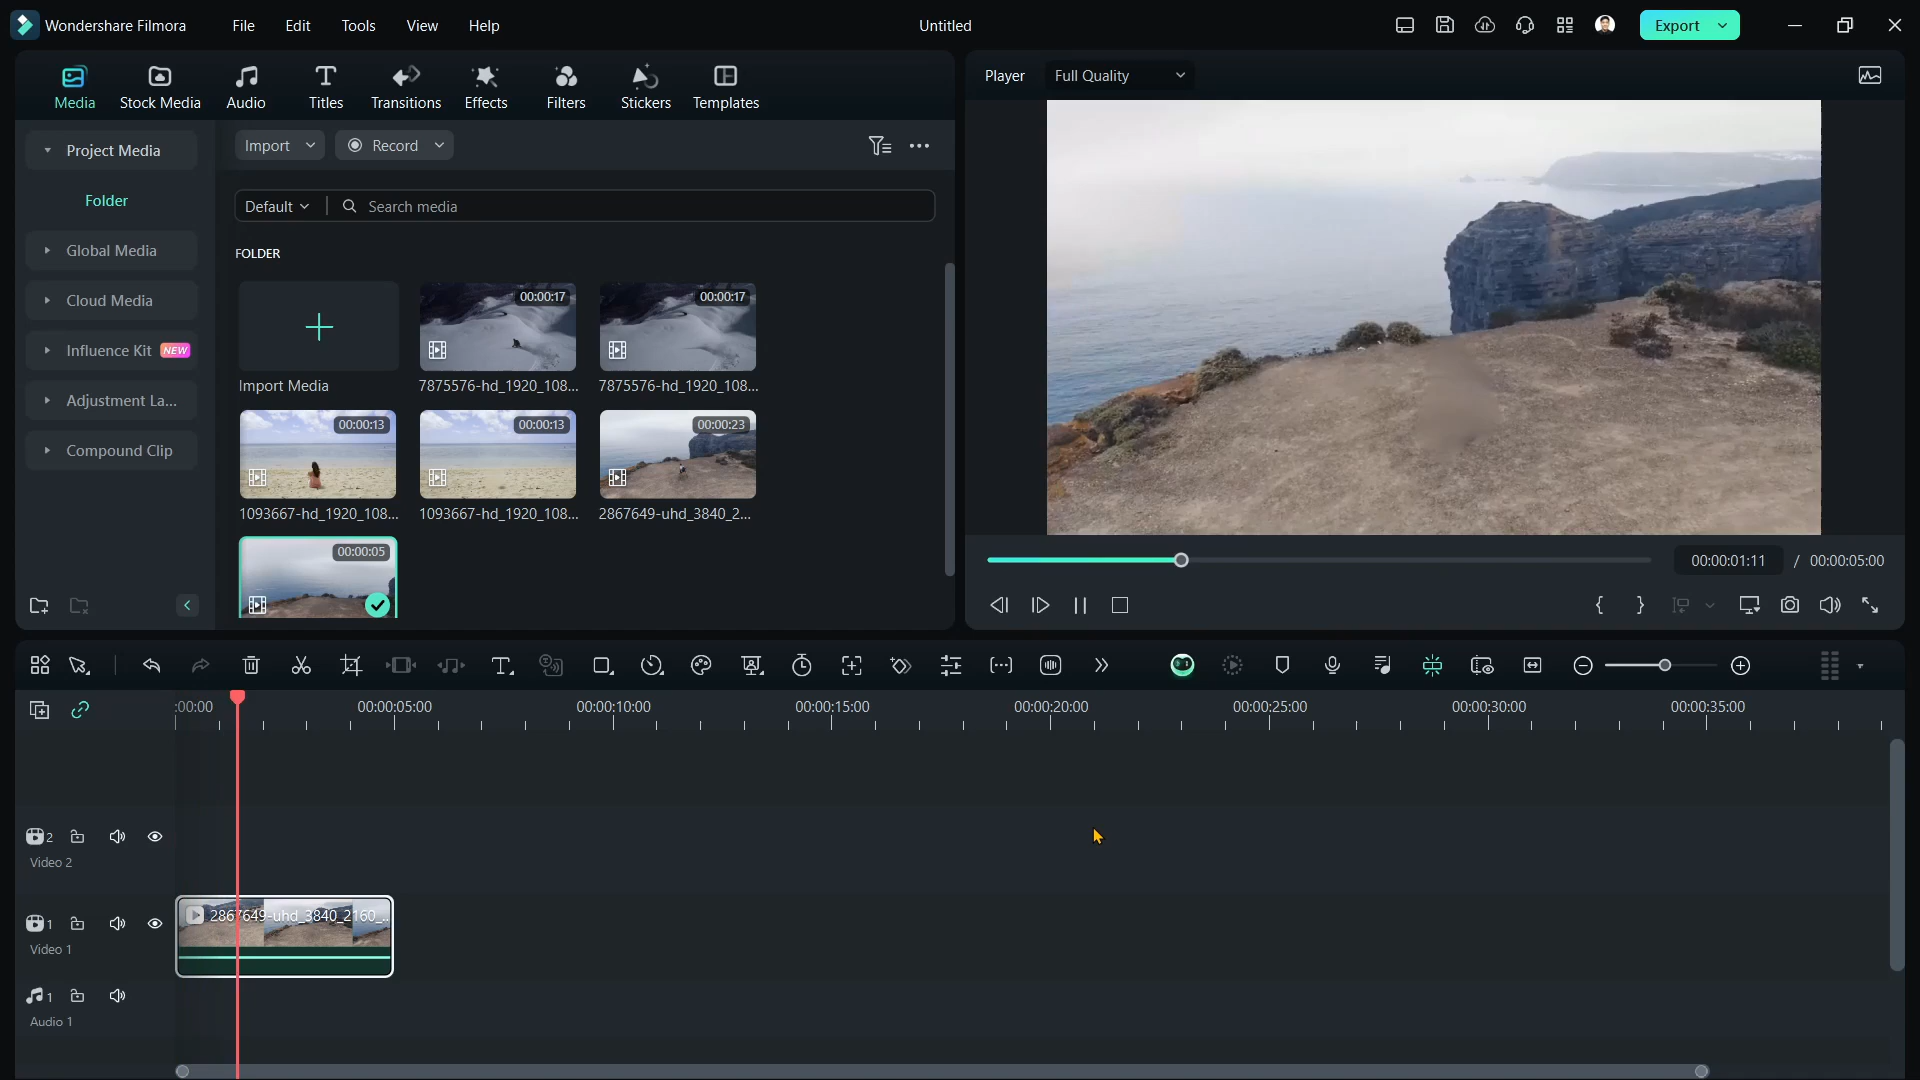 Wondershare Filmora
File Edit Tools View Help
Untitled
Export
Media Stock Media Audio Titles Transitions Effects Filters Stickers Templates
Player Full Quality
Project Media
Folder
Global Media
Cloud Media
Influence Kit NEW
Adjustment La...
Compound Clip
Import Record
Default Search media
FOLDER
00:00:17 00:00:17
Import Media 7875576-hd_1920_108... 7875576-hd_1920_108...
00:00:13 00:00:13 00:00:23
1093667-hd_1920_108... 1093667-hd_1920_108... 2867649-uhd_3840_2...
00:00:05
00:00:01:11 / 00:00:05:00
:00:00 00:00:05:00 00:00:10:00 00:00:15:00 00:00:20:00 00:00:25:00 00:00:30:00 00:00:35:00
2
Video 2
1
Video 1
2867649-uhd_3840_2160_...
1
Audio 1